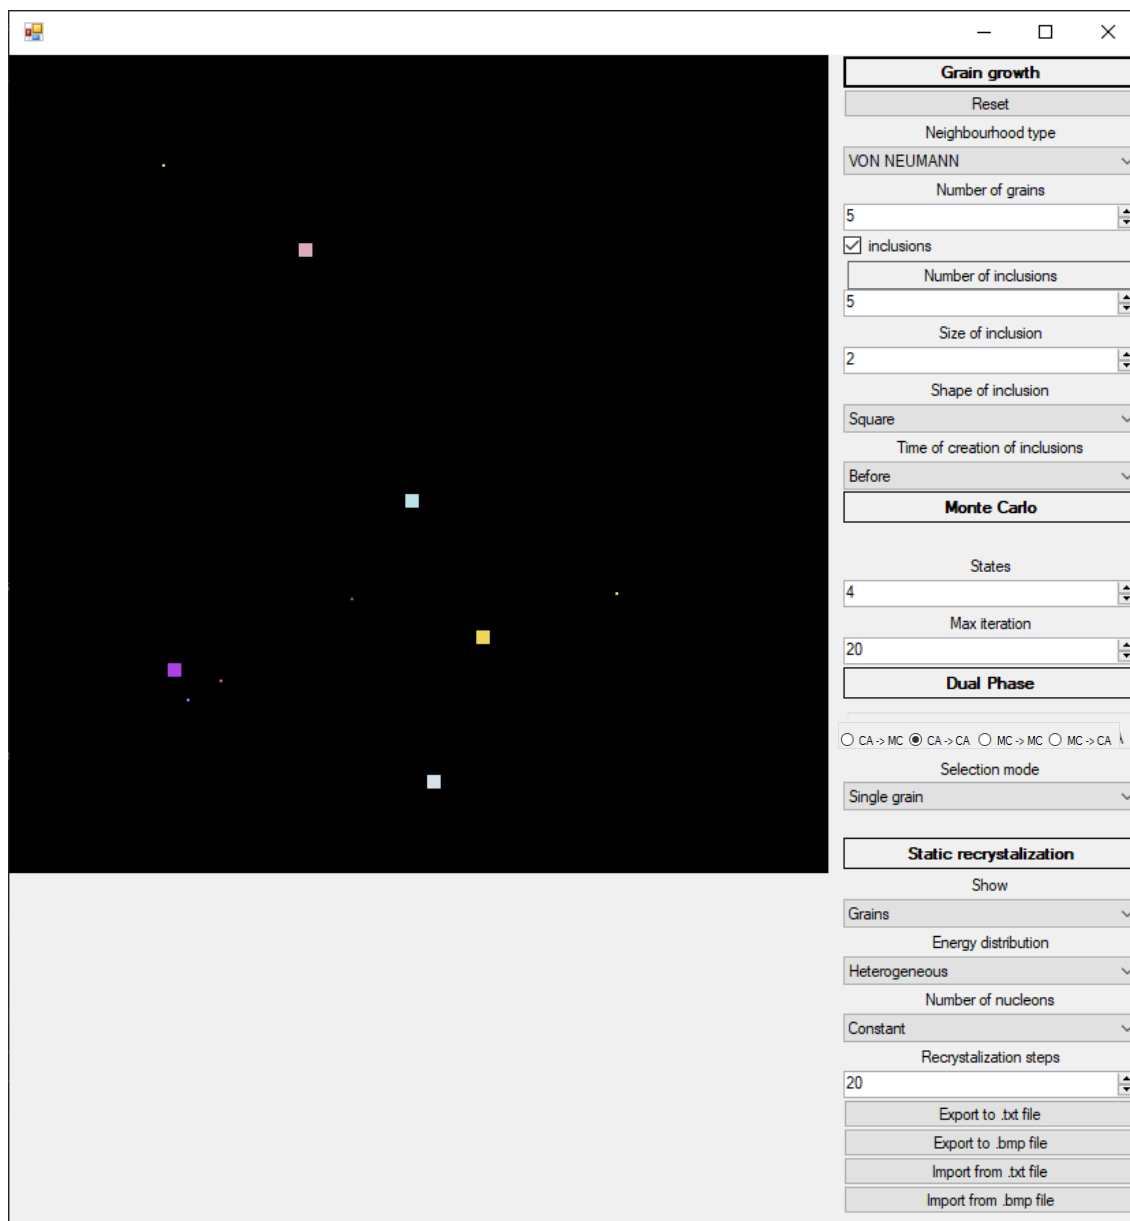 Grain growth
Reset
Neighbourhood type
VON NEUMANN
Number of grains
5
inclusions
Number of inclusions
5
Size of inclusion
2
Shape of inclusion
Square
Time of creation of inclusions
Before
Monte Carlo
States
4
Max iteration
20
Dual Phase
CA -> MC CA -> CA MC -> MC MC -> CA
Selection mode
Single grain
Static recrystalization
Show
Grains
Energy distribution
Heterogeneous
Number of nucleons
Constant
Recrystalization steps
20
Export to .txt file
Export to .bmp file
Import from .txt file
Import from .bmp file